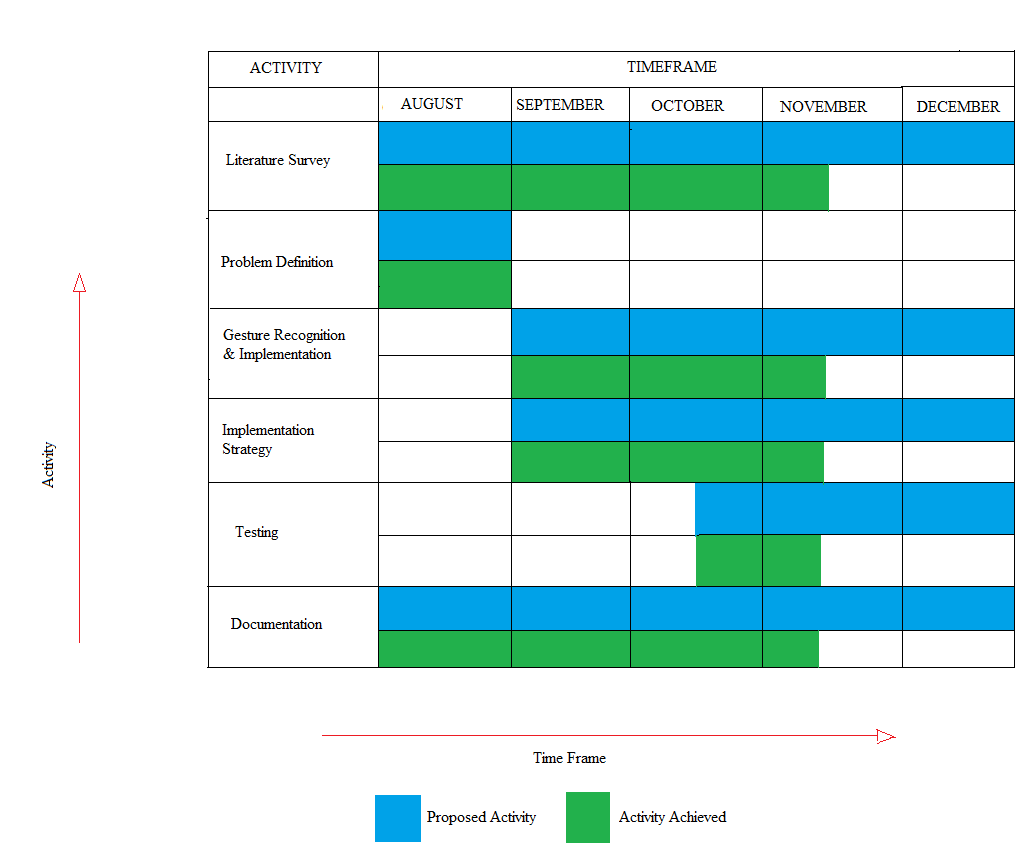 ACTIVITY
TIMEFRAME
AUGUST
SEPTEMBER
OCTOBER
NOVEMBER
DECEMBER
Literature Survey
Problem Definition
Gesture Recognition
& Implementation
Implementation
Strategy
Activity
Testing
Documentation
Time Frame
Proposed Activity
Activity Achieved